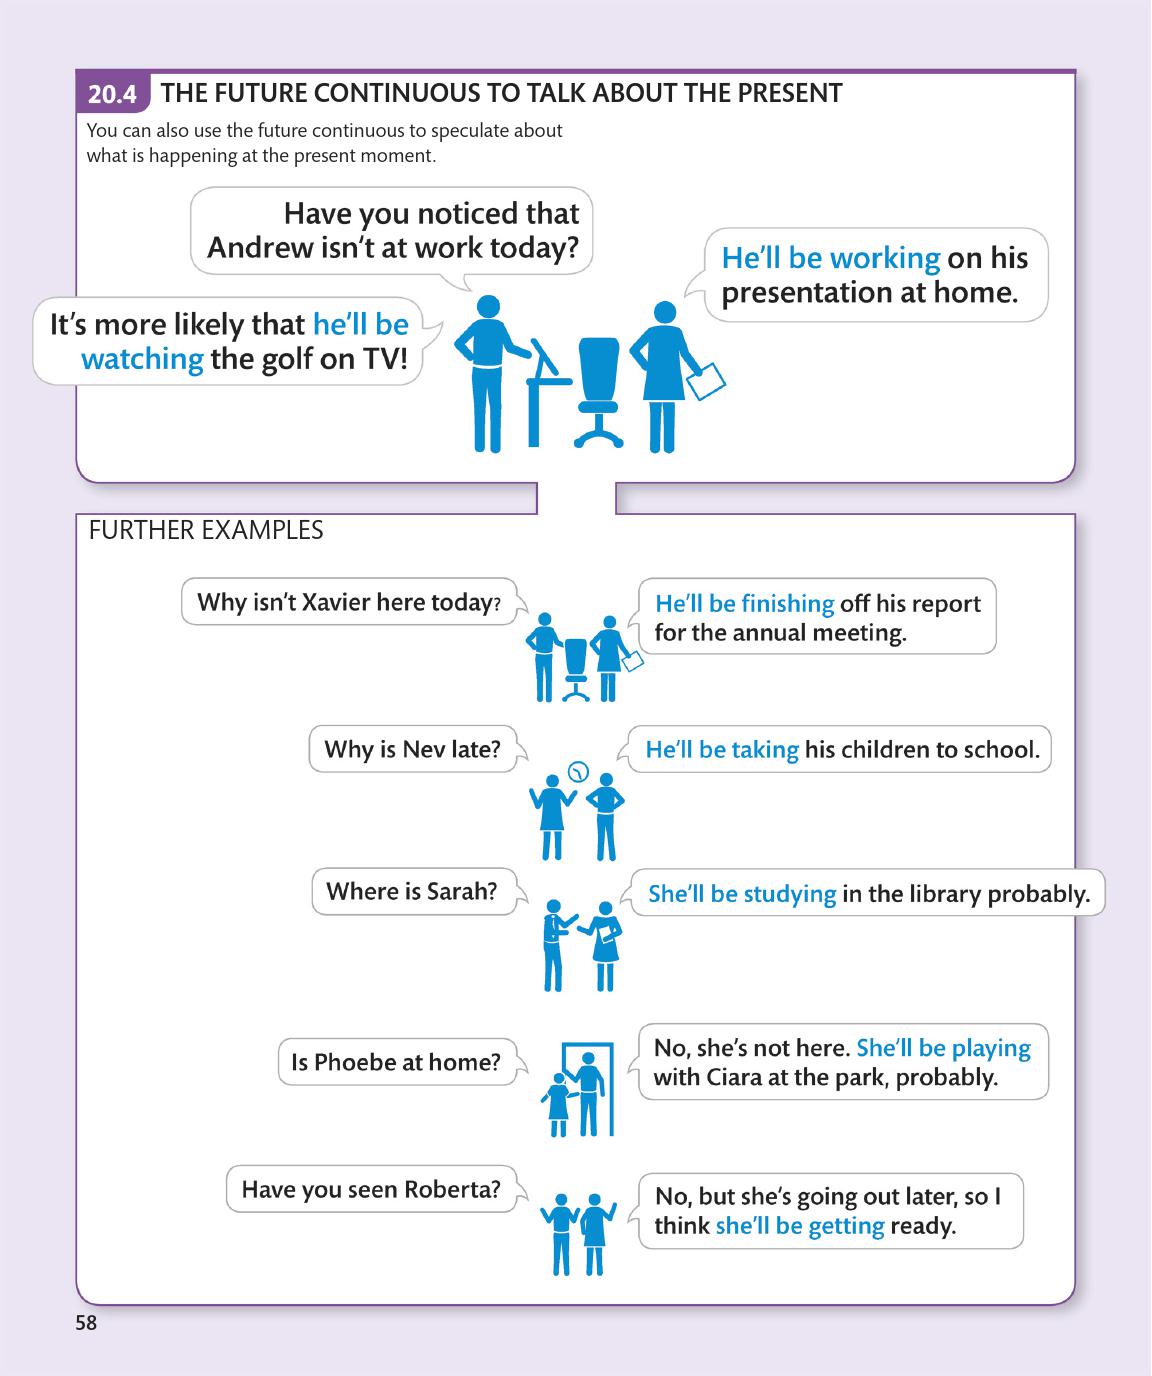 20.4 THE FUTURE CONTINUOUS TO TALK ABOUT THE PRESENT
You can also use the future continuous to speculate about
what is happening at the present moment.
Have you noticed that
Andrew isn't at work today?
He'll be working on his
presentation at home.
It's more likely that he'll be
watching the golf on TV!
FURTHER EXAMPLES
Why isn't Xavier here today?
He'll be finishing off his report
for the annual meeting.
Why is Nev late?
He'll be taking his children to school.
Where is Sarah?
She'll be studying in the library probably.
Is Phoebe at home?
No, she's not here. She'll be playing
with Ciara at the park, probably.
Have you seen Roberta?
No, but she's going out later, so I
think she'll be getting ready.
58